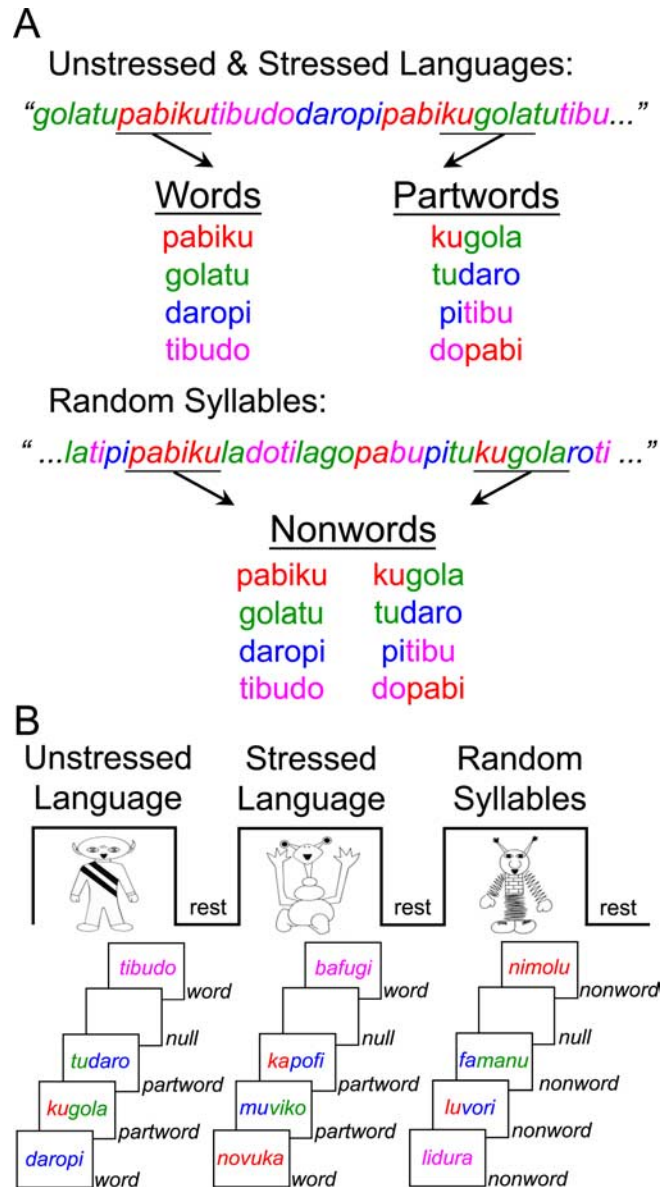 A
Unstressed & Stressed Languages:
“golatupabikutibudodaropipabikugolatutibu...”
Words Partwords
pabiku kugola
golatu tudaro
daropi pitibu
tibudo dopabi
Random Syllables:
“ ...latipipabikuladotilagopabupitukugolaroti ...”
Nonwords
pabiku kugola
golatu tudaro
daropi pitibu
tibudo dopabi
B
Unstressed Stressed Random
Language Language Syllables
rest rest rest
tibudo bafugi nimolu
word word nonword
null null null
tudaro kapofi famanu
partword partword nonword
kugola muviko luvori
partword partword nonword
daropi novuka lidura
word word nonword